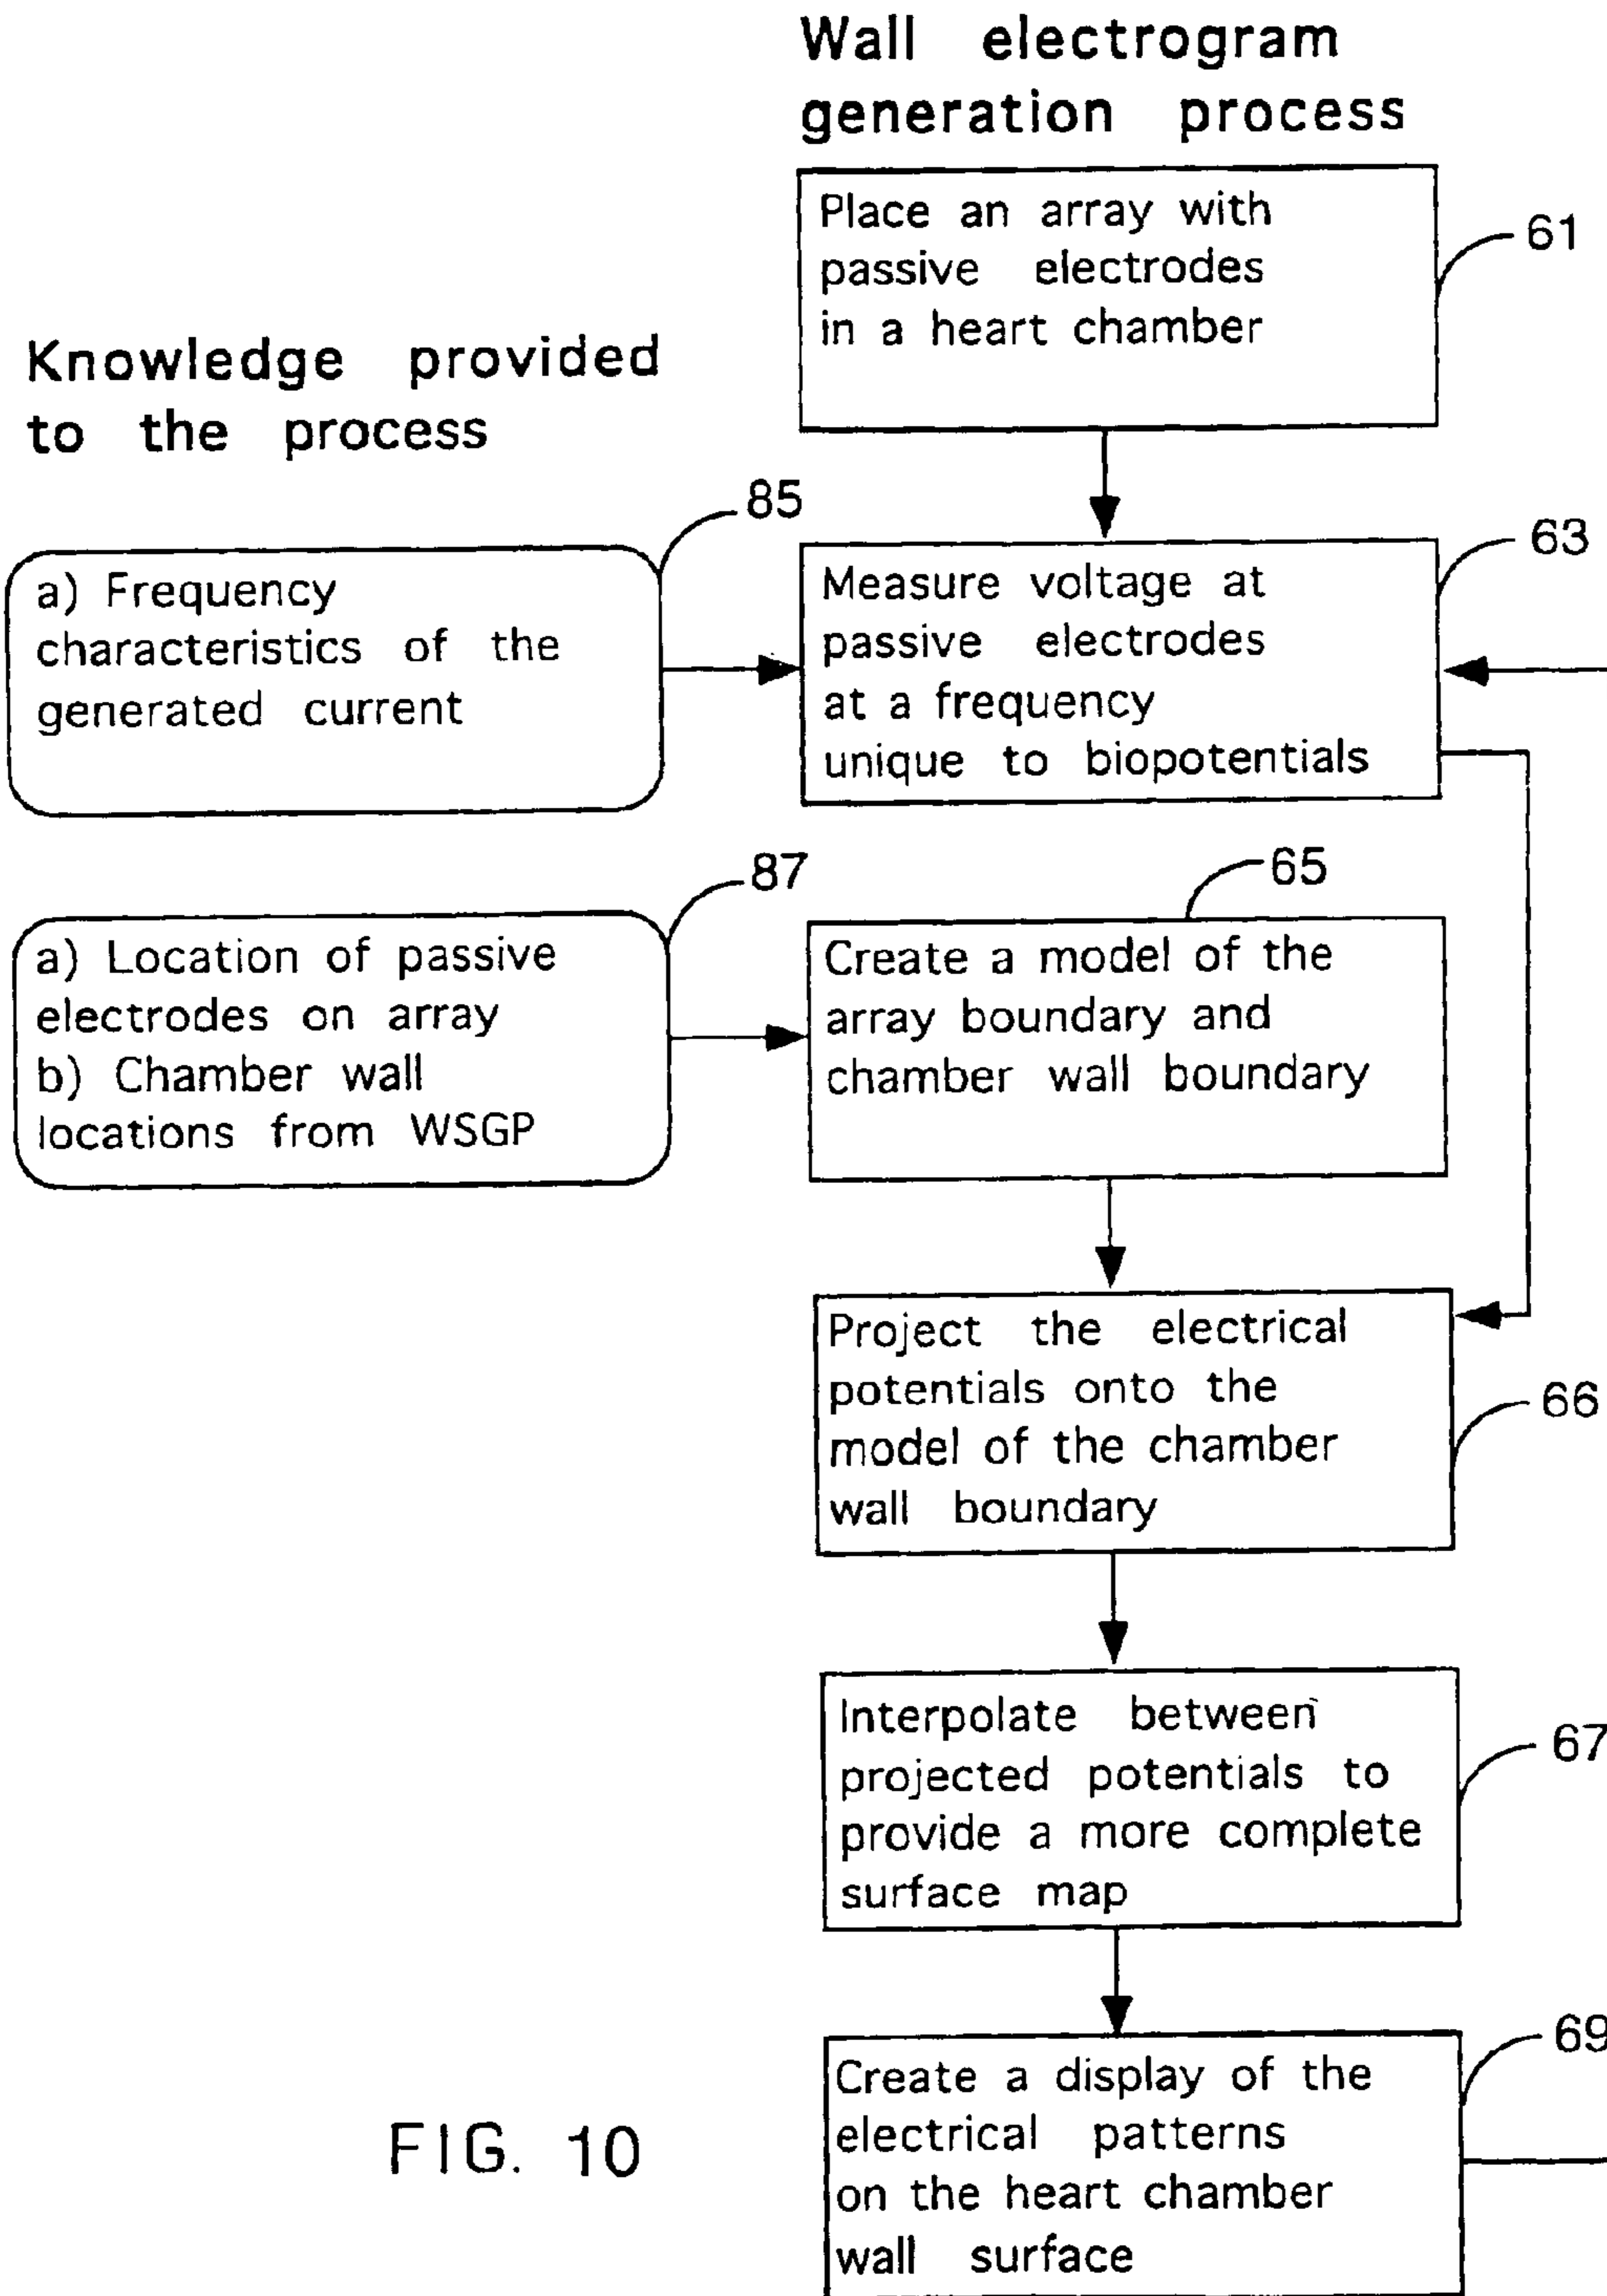 Wall electrogram
generation process
Place an array with
passive electrodes
in a heart chamber
61
Knowledge provided
to the process
85
a) Frequency
characteristics of the
generated current
63
Measure voltage at
passive electrodes
at a frequency
unique to biopotentials
87
a) Location of passive
electrodes on array
b) Chamber wall
locations from WSGP
65
Create a model of the
array boundary and
chamber wall boundary
Project the electrical
potentials onto the
model of the chamber
wall boundary
66
Interpolate between
projected potentials to
provide a more complete
surface map
67
69
Create a display of the
electrical patterns
on the heart chamber
wall surface
FIG. 10